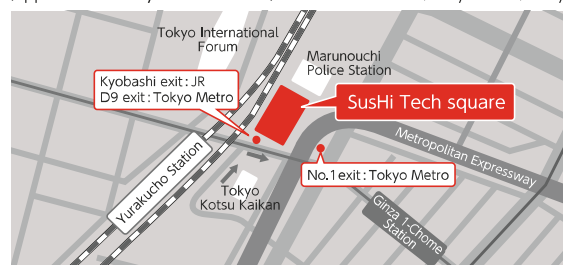 Tokyo International
Forum
Marunouchi
Police Station
Kyobashi exit : JR
D9 exit : Tokyo Metro
SusHi Tech square
Metropolitan Expressway
Yurakucho Station
No.1 exit : Tokyo Metro
Tokyo
Kotsu Kaikan
Ginza 1-Chome
Station